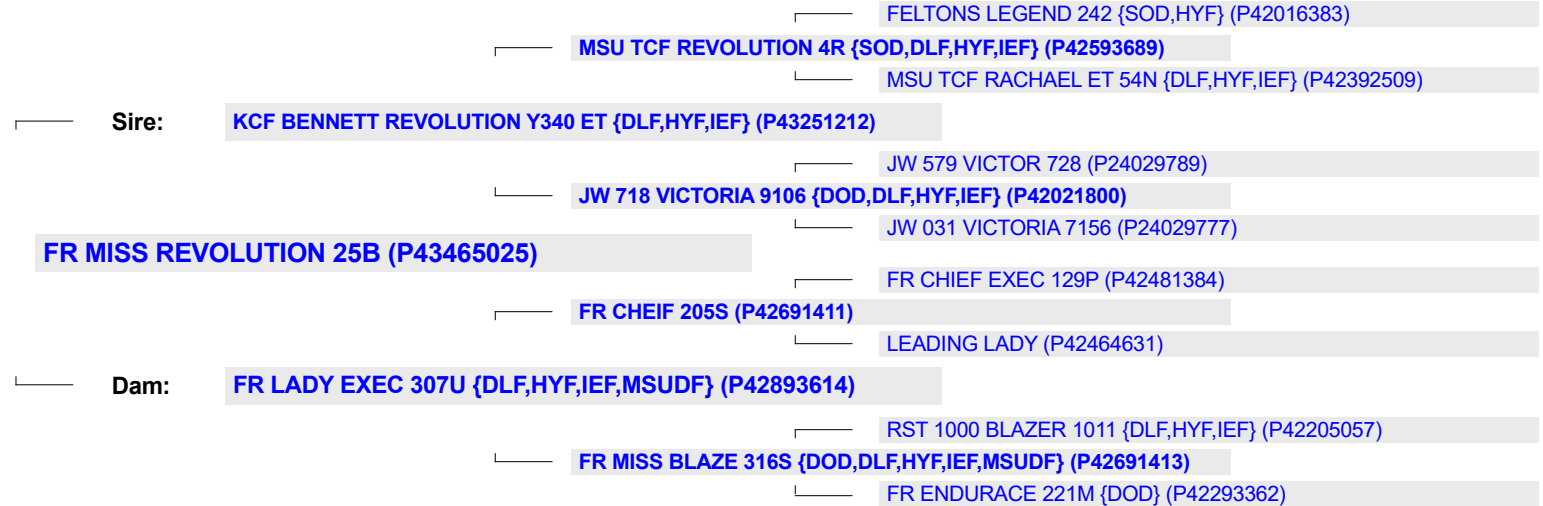 FELTONS LEGEND 242 {SOD,HYF} (P42016383)
MSU TCF REVOLUTION 4R {SOD,DLF,HYF,IEF} (P42593689)
MSU TCF RACHAEL ET 54N {DLF,HYF,IEF} (P42392509)
Sire: KCF BENNETT REVOLUTION Y340 ET {DLF,HYF,IEF} (P43251212)
JW 579 VICTOR 728 (P24029789)
JW 718 VICTORIA 9106 {DOD,DLF,HYF,IEF} (P42021800)
JW 031 VICTORIA 7156 (P24029777)
FR MISS REVOLUTION 25B (P43465025)
FR CHIEF EXEC 129P (P42481384)
FR CHEIF 205S (P42691411)
LEADING LADY (P42464631)
Dam: FR LADY EXEC 307U {DLF,HYF,IEF,MSUDF} (P42893614)
RST 1000 BLAZER 1011 {DLF,HYF,IEF} (P42205057)
FR MISS BLAZE 316S {DOD,DLF,HYF,IEF,MSUDF} (P42691413)
FR ENDURACE 221M {DOD} (P42293362)